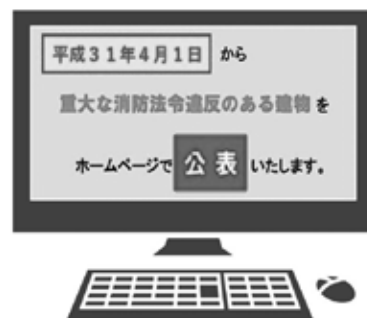 平成31年4月1日 から
重大な消防法令違反のある建物 を
ホームページで 公表 いたします。